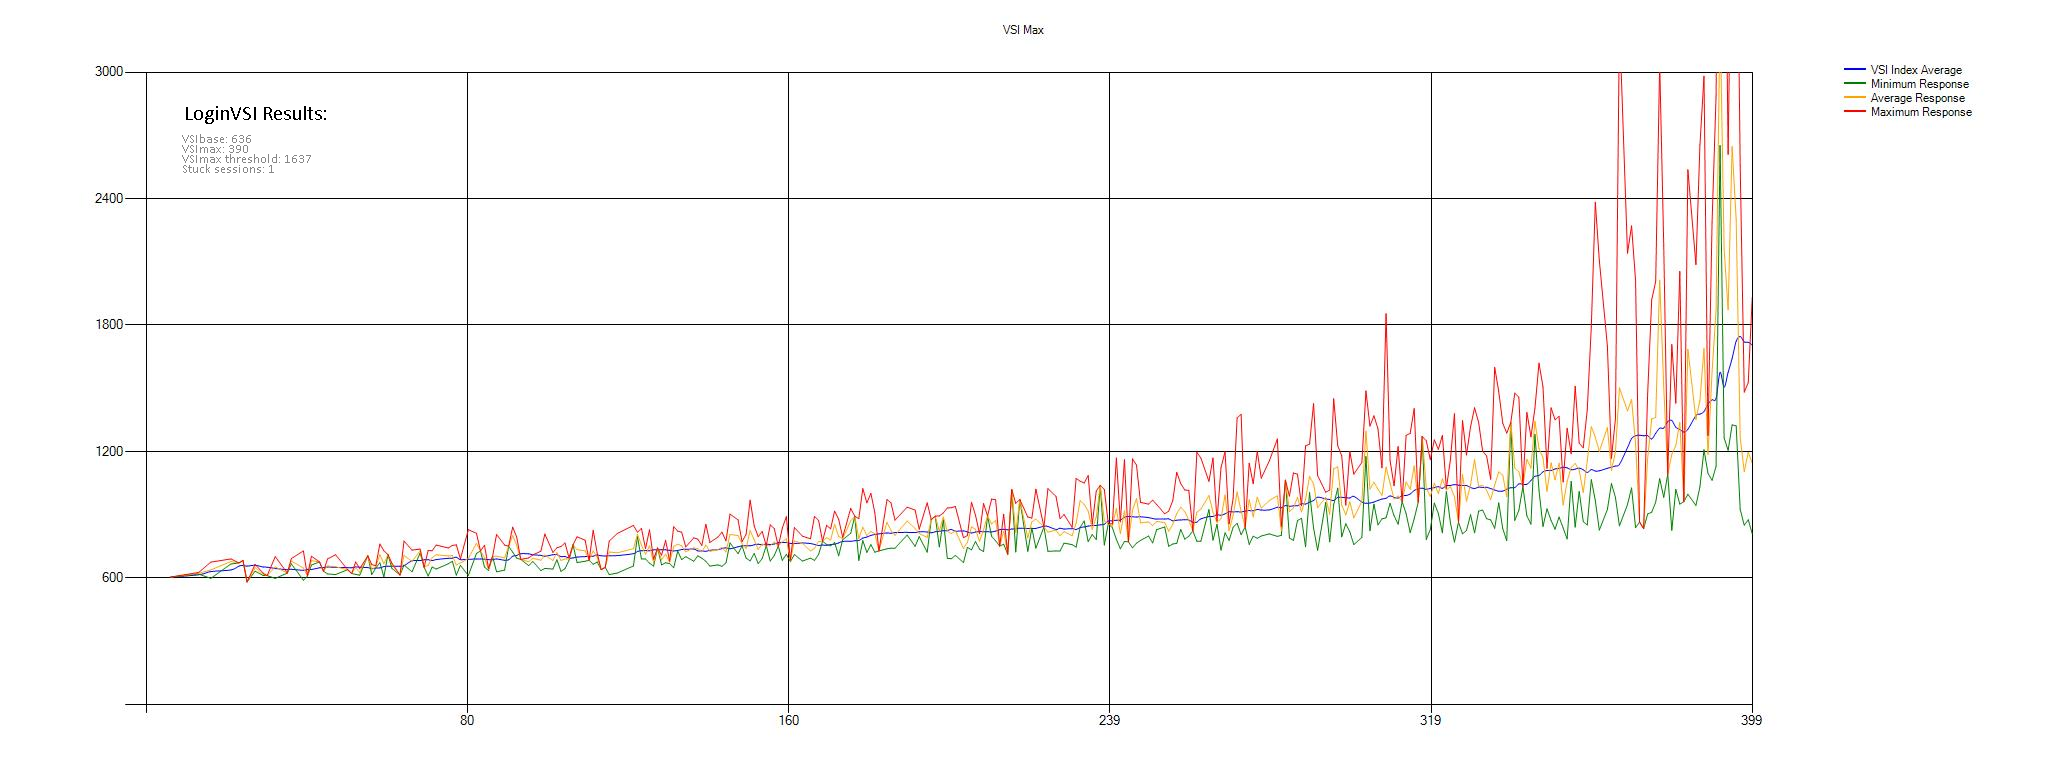 VSI Max
3000
2400
1800
1200
600
LoginVSI Results:
VSIbase: 636
VSImax: 390
VSImax threshold: 1637
Stuck sessions: 1
80
160
239
319
399
VSI Index Average
Minimum Response
Average Response
Maximum Response